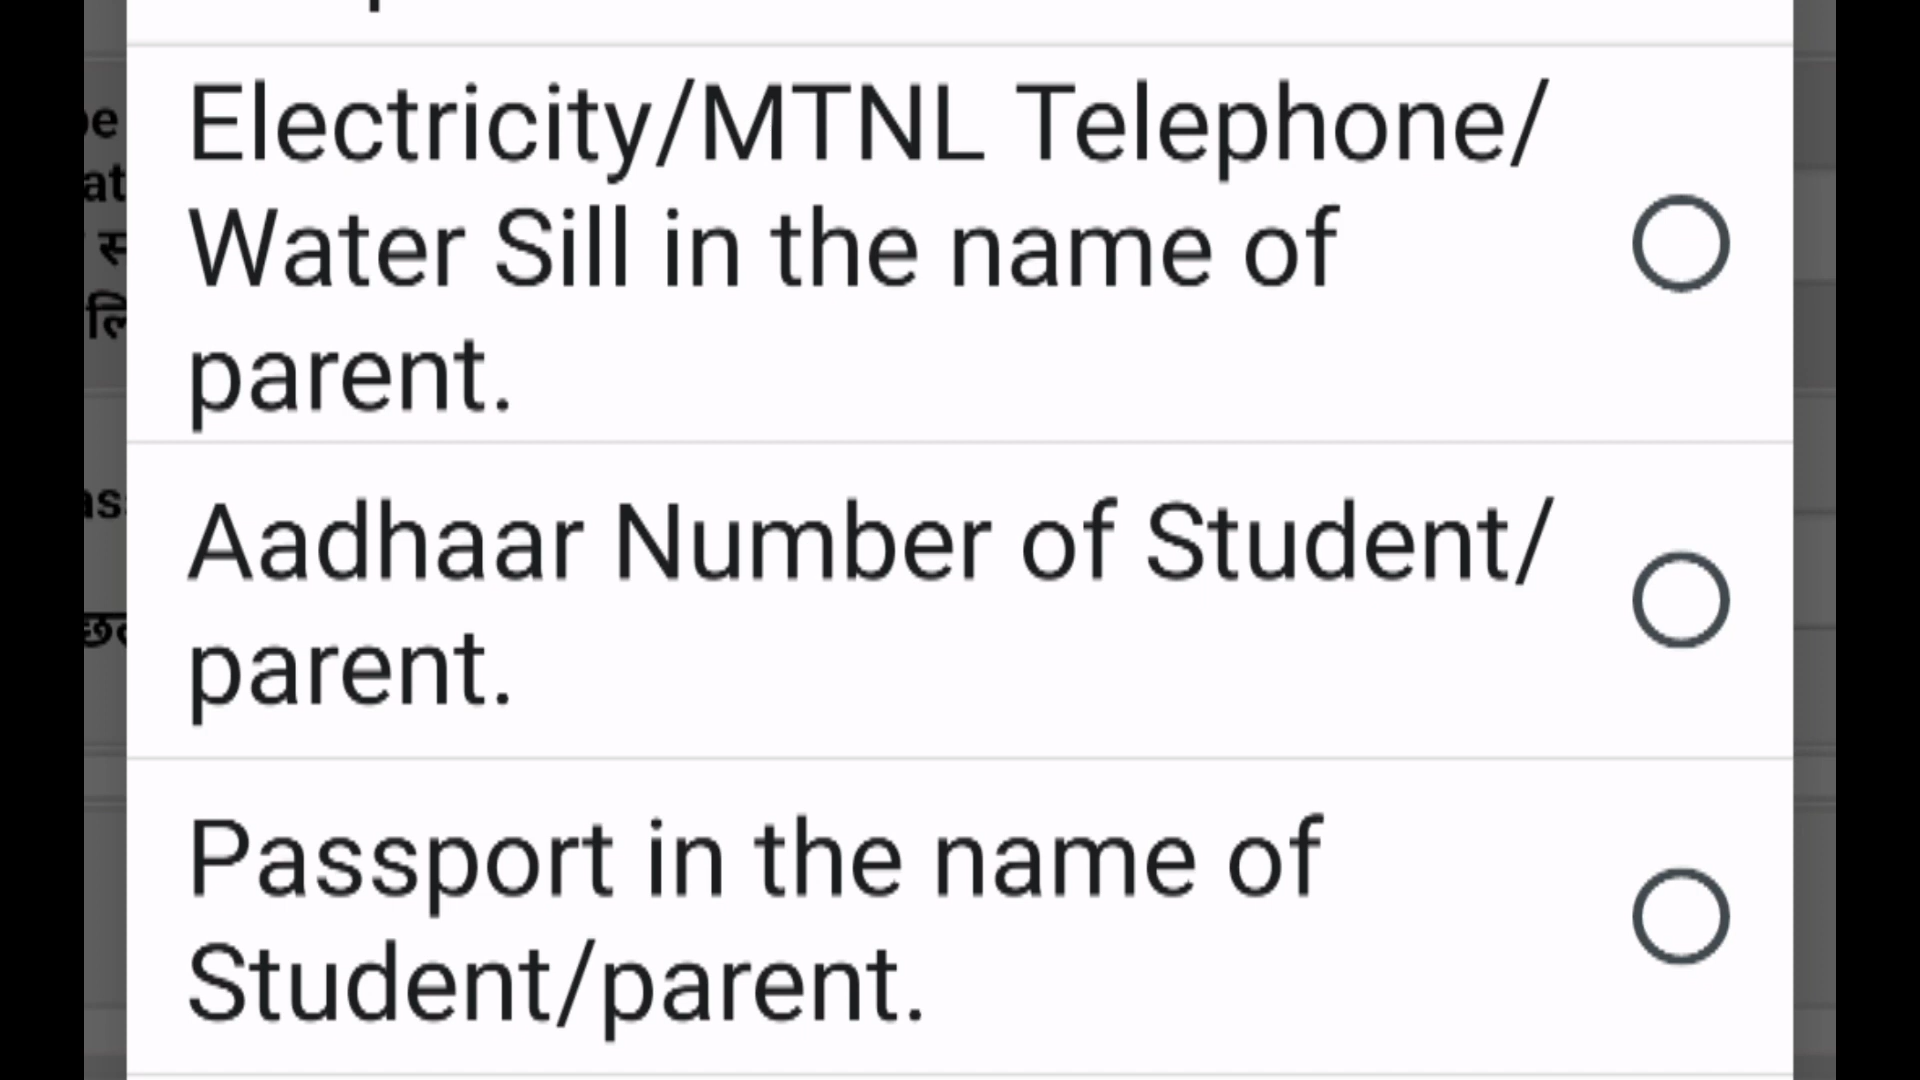 Electricity/MTNL Telephone/
Water Sill in the name of
parent.
Aadhaar Number of Student/
parent.
Passport in the name of
Student/parent.